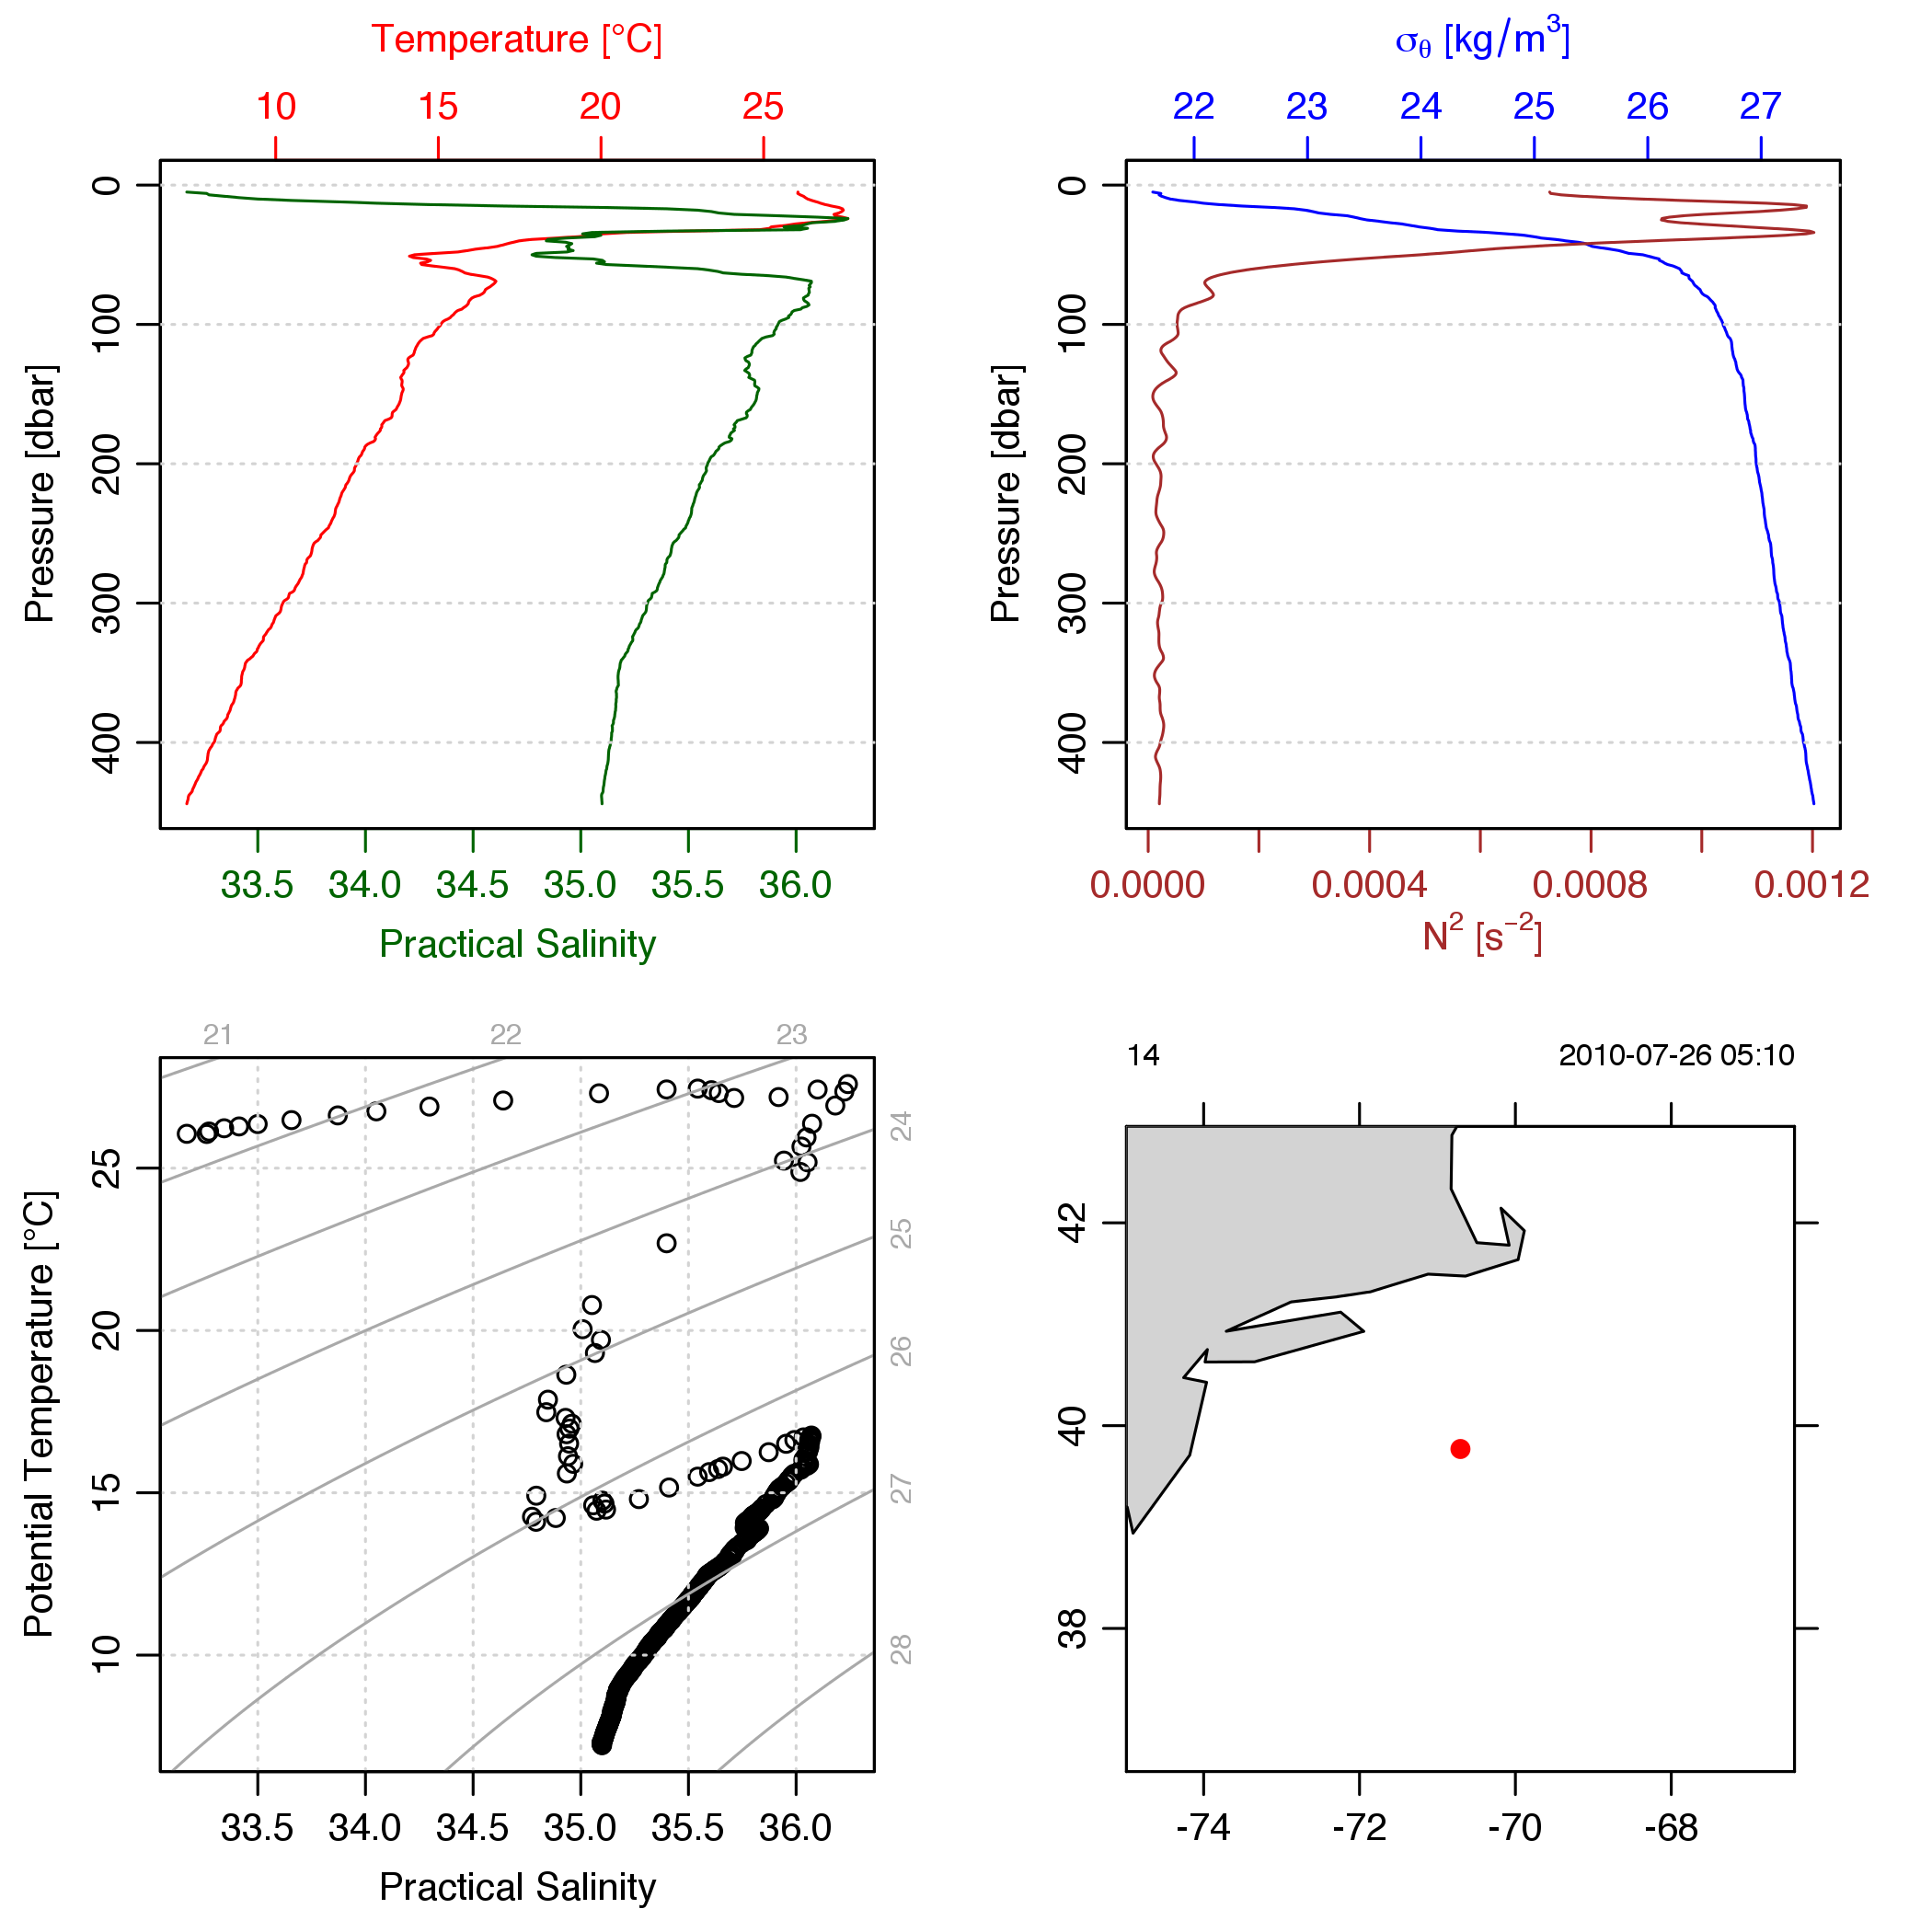 Temperature [°C]
10 15 20 25
0
100
200
300
400
Pressure [dbar]
33.5 34.0 34.5 35.0 35.5 36.0
Practical Salinity
σθ [kg/m³]
22 23 24 25 26 27
0
100
200
300
400
Pressure [dbar]
0.0000 0.0004 0.0008 0.0012
N² [s⁻²]
21 22 23
24
25
26
27
28
25
20
15
10
Potential Temperature [°C]
33.5 34.0 34.5 35.0 35.5 36.0
Practical Salinity
14 2010-07-26 05:10
42
40
38
-74 -72 -70 -68